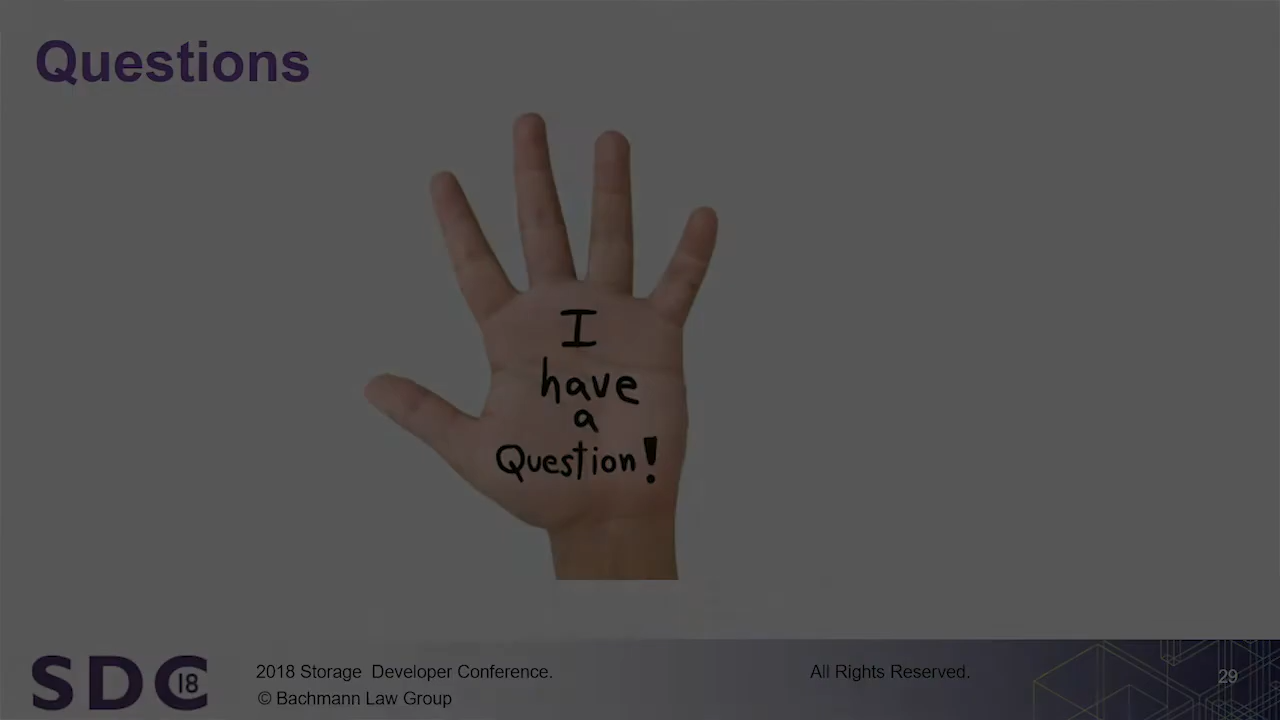 Questions
I
have
a
Question!
SDC 18
2018 Storage Developer Conference.
© Bachmann Law Group
All Rights Reserved.
29